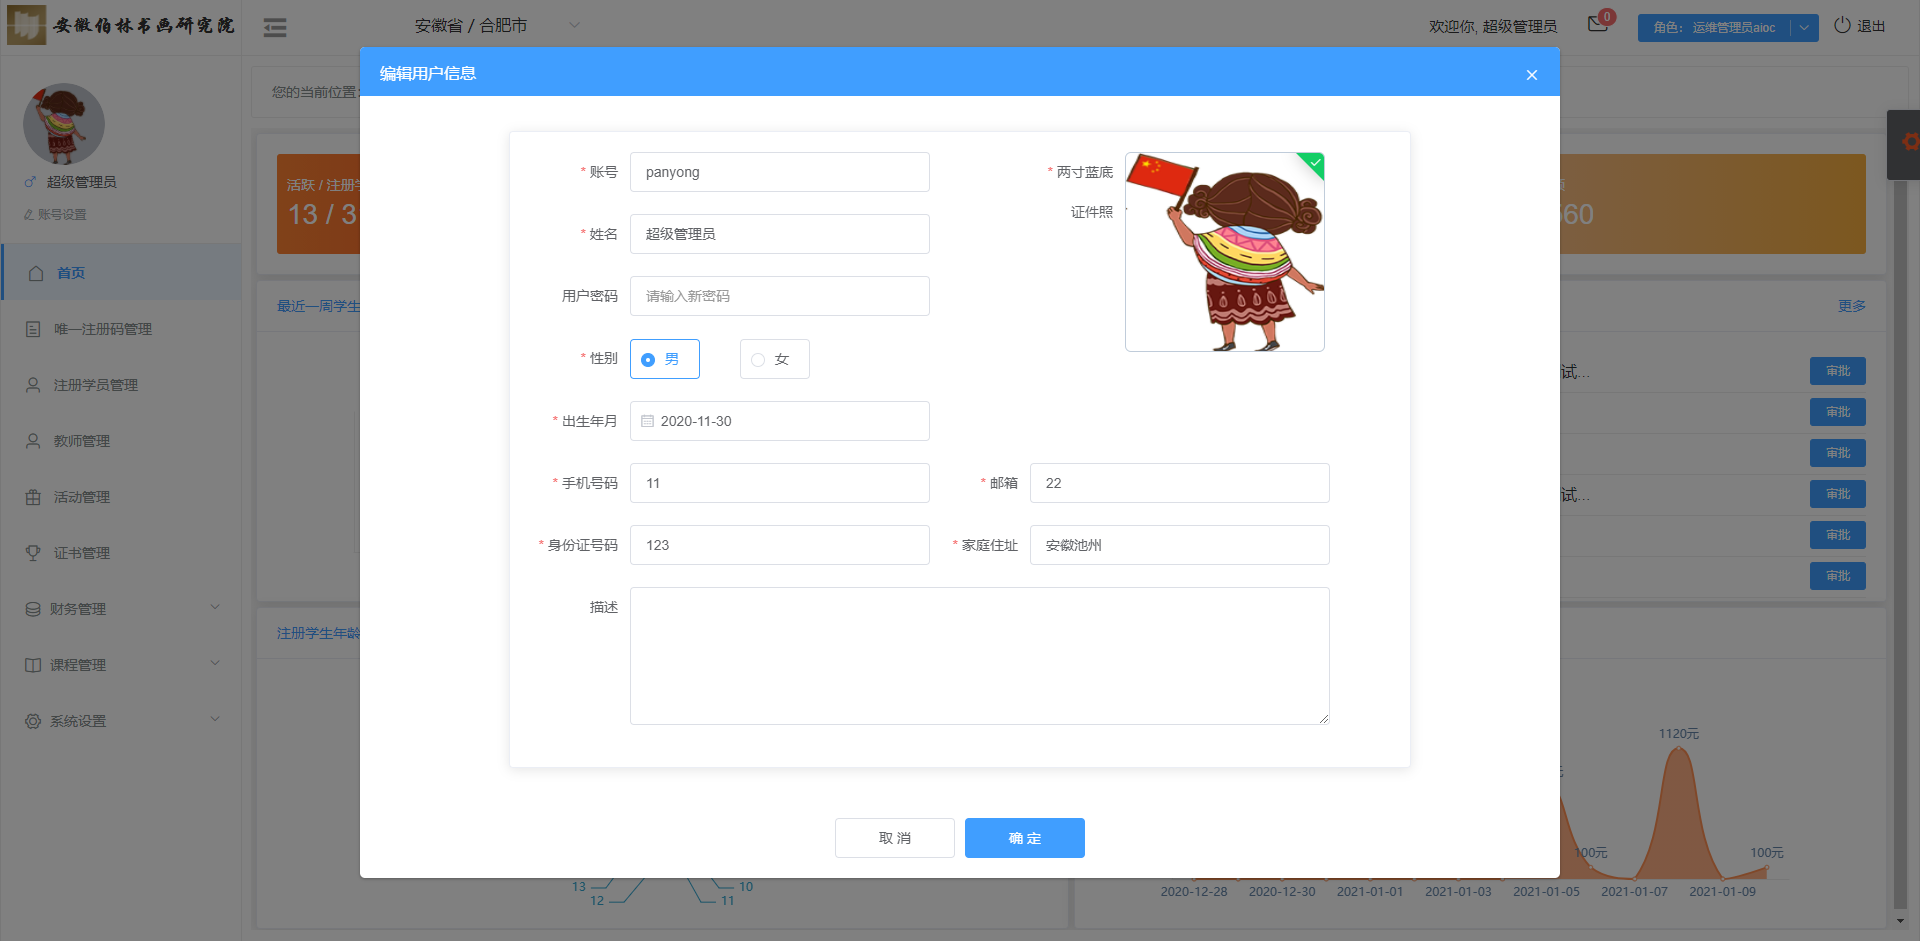 安徽伯林书画研究院
安徽省 / 合肥市
欢迎你, 超级管理员
0
角色： 运维管理员aioc
退出
超级管理员
账号设置
首页
唯一注册码管理
注册学员管理
教师管理
活动管理
证书管理
财务管理
课程管理
系统设置
您的当前位置:
活跃 / 注册学
13 / 3
560
最近一周学生
更多
试...
审批
审批
审批
试...
审批
审批
审批
注册学生年龄
编辑用户信息
* 账号
panyong
* 两寸蓝底
证件照
* 姓名
超级管理员
用户密码
请输入新密码
* 性别
男
女
* 出生年月
2020-11-30
* 手机号码
11
* 邮箱
22
* 身份证号码
123
* 家庭住址
安徽池州
描述
取 消
确 定
13
12
10
11
1120元
100元
100元
2020-12-28
2020-12-30
2021-01-01
2021-01-03
2021-01-05
2021-01-07
2021-01-09